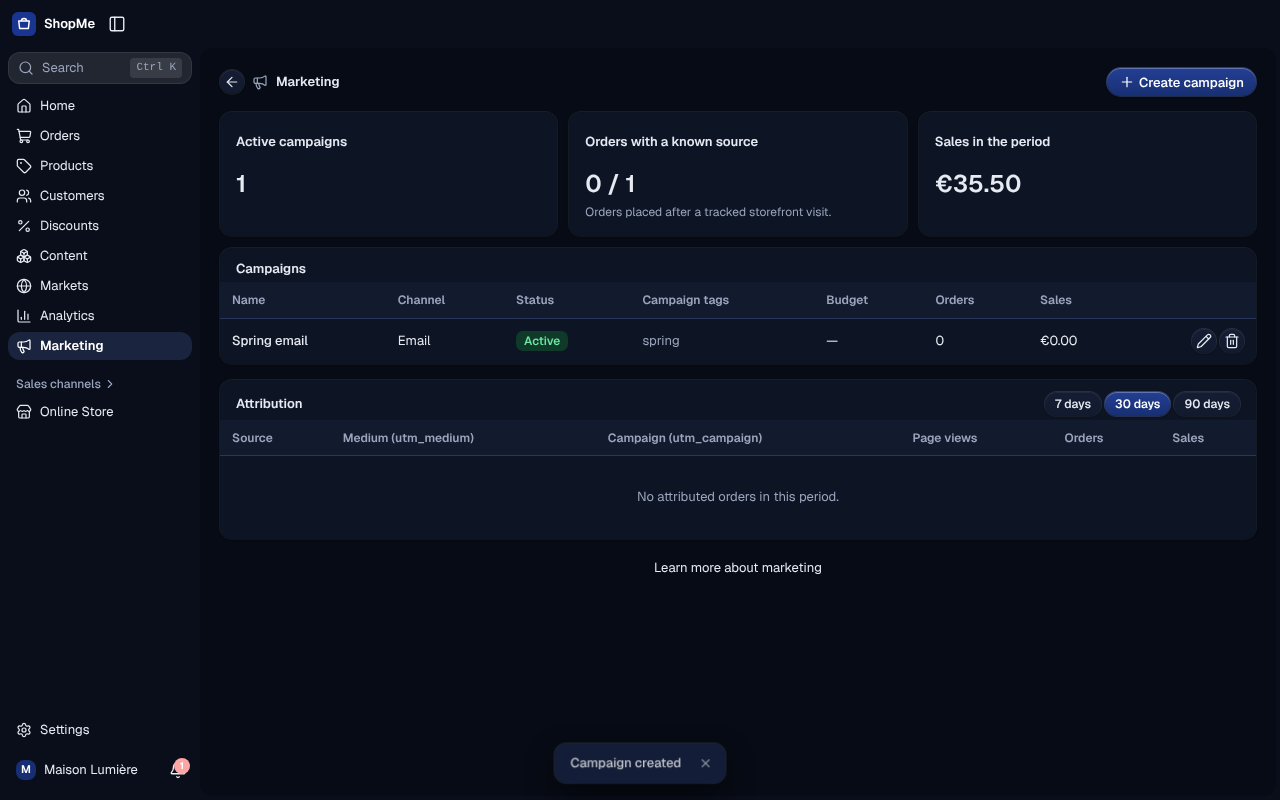 ShopMe
Search Ctrl K
Home
Orders
Products
Customers
Discounts
Content
Markets
Analytics
Marketing
Sales channels
Online Store
Settings
M Maison Lumière 1
Marketing
Create campaign
Active campaigns
1
Orders with a known source
0 / 1
Orders placed after a tracked storefront visit.
Sales in the period
€35.50
Campaigns
Name Channel Status Campaign tags Budget Orders Sales
Spring email Email Active spring — 0 €0.00
Attribution 7 days 30 days 90 days
Source Medium (utm_medium) Campaign (utm_campaign) Page views Orders Sales
No attributed orders in this period.
Learn more about marketing
Campaign created